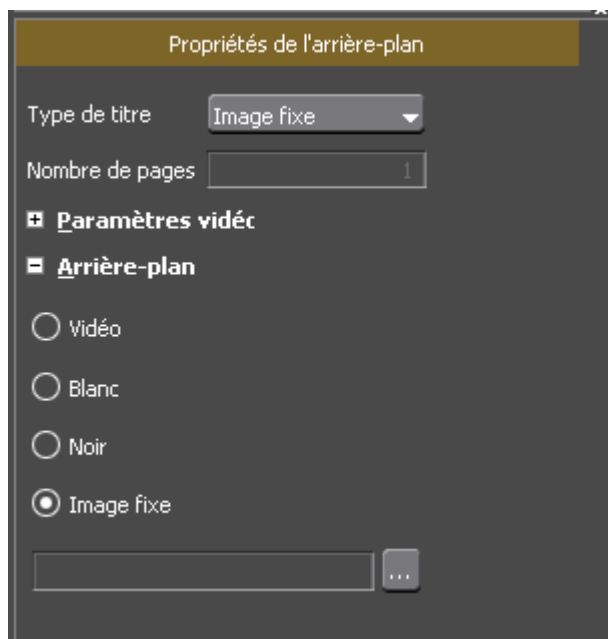 Propriétés de l'arrière-plan
Type de titre Image fixe
Nombre de pages 1
Paramètres vidéc
Arrière-plan
Vidéo
Blanc
Noir
Image fixe
...